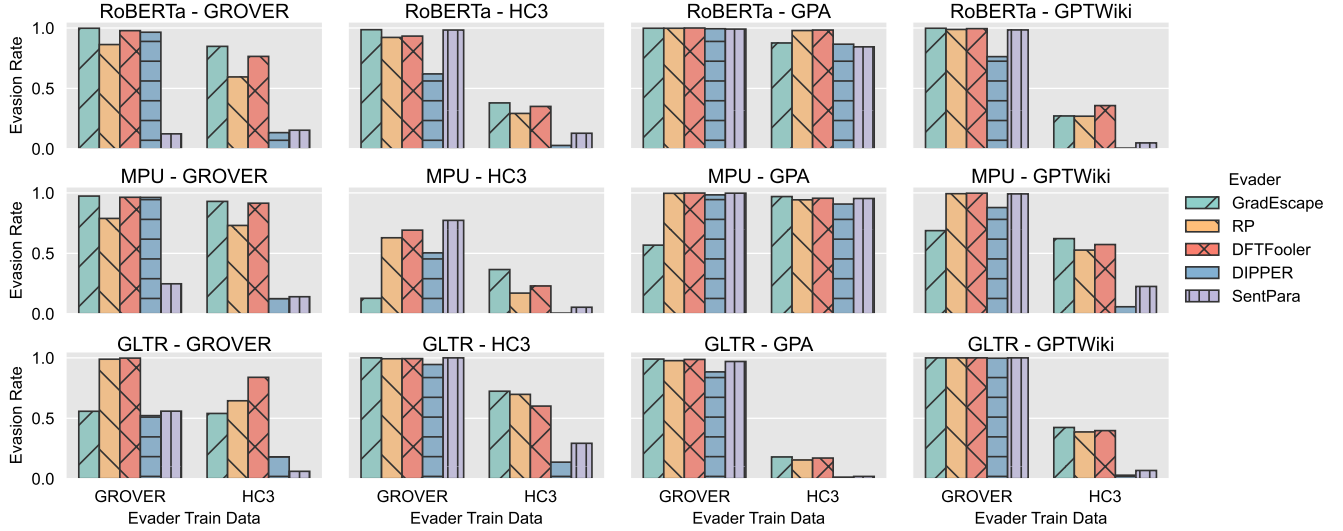 RoBERTa - GROVER
RoBERTa - HC3
RoBERTa - GPA
RoBERTa - GPTWiki
Evasion Rate
1.0
0.5
0.0
MPU - GROVER
MPU - HC3
MPU - GPA
MPU - GPTWiki
Evasion Rate
1.0
0.5
0.0
Evader
GradEscape
RP
DFTFooler
DIPPER
SentPara
GLTR - GROVER
GLTR - HC3
GLTR - GPA
GLTR - GPTWiki
Evasion Rate
1.0
0.5
0.0
GROVER HC3
GROVER HC3
GROVER HC3
GROVER HC3
Evader Train Data
Evader Train Data
Evader Train Data
Evader Train Data